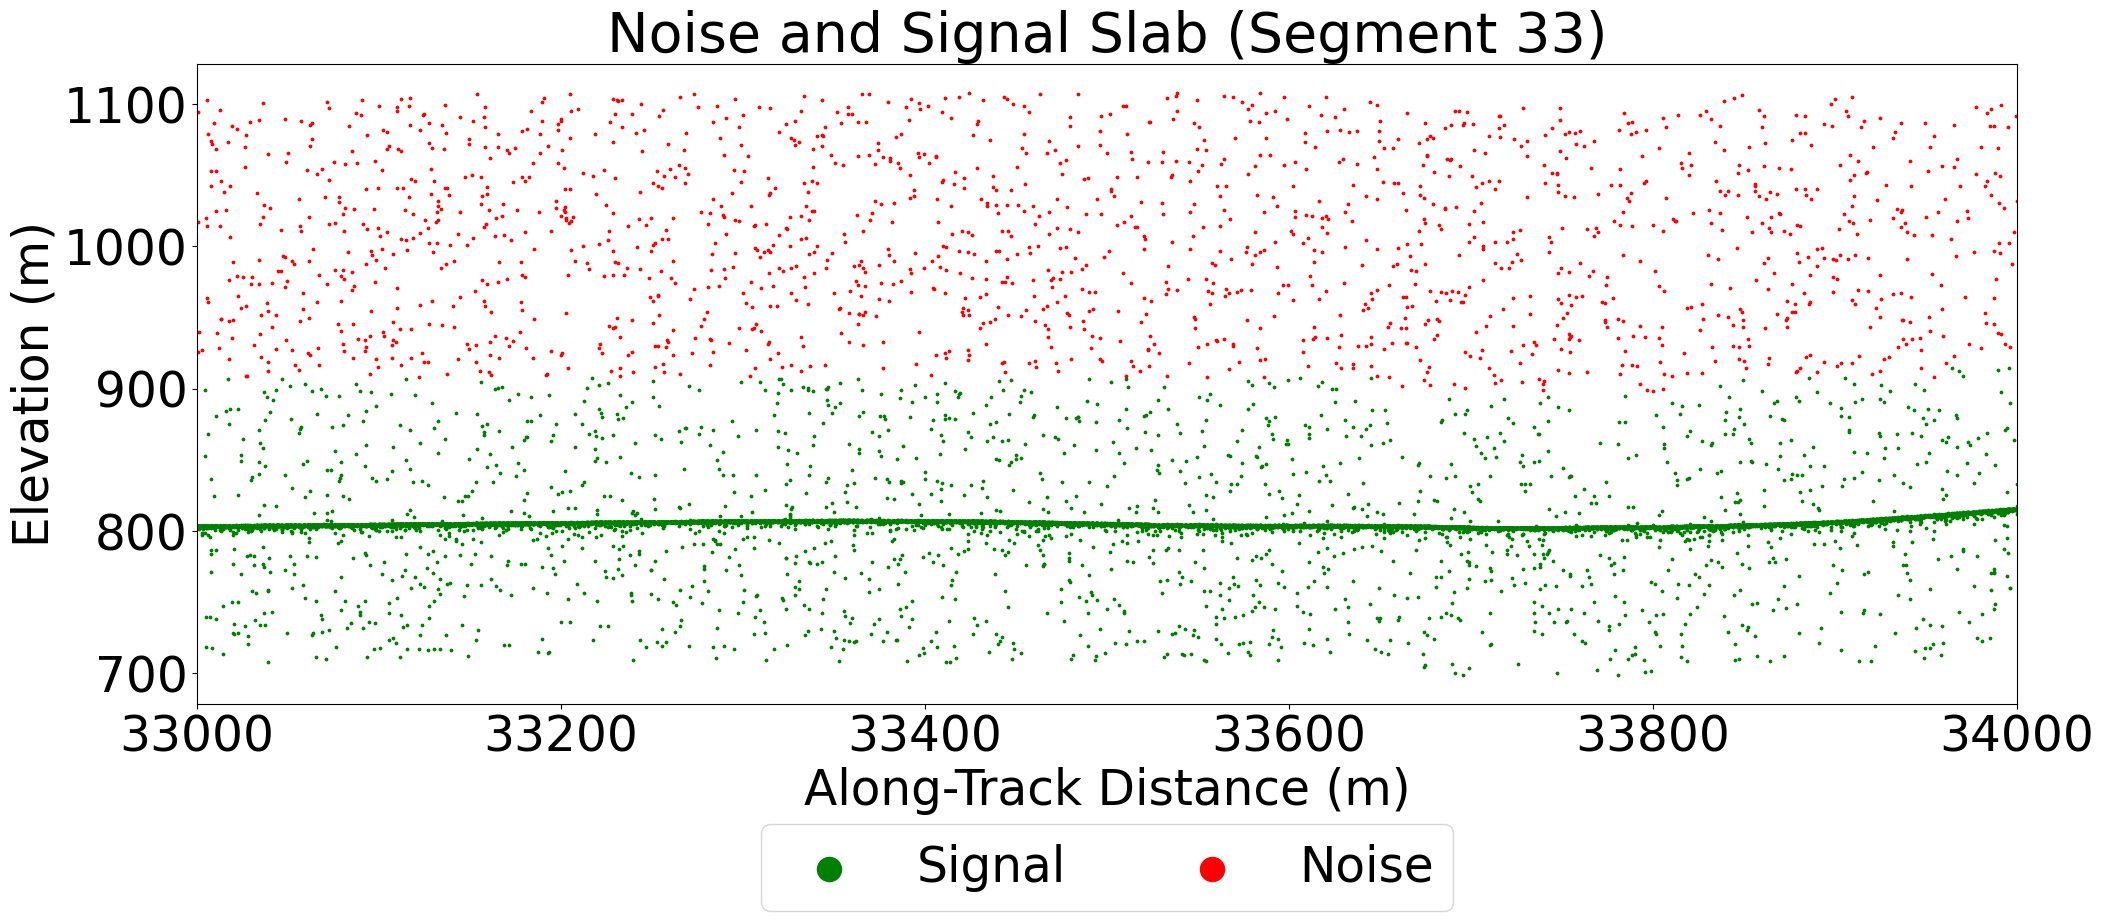 Noise and Signal Slab (Segment 33)
Elevation (m)
1100
1000
900
800
700
33000 33200 33400 33600 33800 34000
Along-Track Distance (m)
Signal Noise